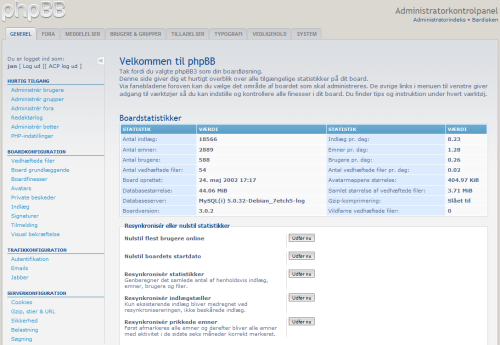 phpBB
Administratorkontrolpanel
Administratorindeks • Bordisken
GENEREL FORA MEDDELELSER BRUGERE & GRUPPER TILLADELSER TYPOGRAFI VEDLIGEHOLD SYSTEM
Du er logget ind som:
jam [ Log ud ][ ACP log ud ]
HURTIG TILGANG
Administrér brugere
Administrér grupper
Administrér fora
Redaktørlog
Administrér botter
PHP-indstillinger
BOARDKONFIGURATION
Vedhæftede filer
Board grundlæggende
Boardfinesser
Avatars
Private beskeder
Indlæg
Signaturer
Tilmelding
Visuel bekræftelse
TRAFIKKONFIGURATION
Autentifikation
Emails
Jabber
SERVERKONFIGURATION
Cookies
Gzip, stier & URL
Sikkerhed
Belastning
Søgning
Velkommen til phpBB
Tak fordi du valgte phpBB3 som din boardløsning.
Denne side giver dig et hurtigt overblik over alle tilgængelige statistikker på dit board.
Via fanebladene foroven kan du vælge det område af boardet som skal administreres. De øvrige links i menuen til venstre giver
adgang til værktøjer så du kan indstille og kontrollere alle finesser i dit board. Du finder tips og instruktion under hvert værktøj.
Boardstatistikker
STATISTIK VÆRDI STATISTIK VÆRDI
Antal indlæg: 18566 Indlæg pr. dag: 8.23
Antal emner: 2889 Emner pr. dag: 1.28
Antal brugere: 588 Brugere pr. dag: 0.26
Antal vedhæftede filer: 54 Antal vedhæftede filer pr. dag: 0.02
Board oprettet: 24. maj 2002 17:17 Avatarmappens størrelse: 404.97 KiB
Databasestørrelse: 44.06 MiB Samlet størrelse af vedhæftede filer: 3.71 MiB
Databaseserver: MySQL(i) 5.0.32-Debian_7etch5-log Gzip-komprimering: Slået til
Boardversion: 3.0.2 Vildfarne vedhæftede filer: 0
Resynkronisér eller nulstil statistikker
Nulstil flest brugere online Udfør nu
Nulstil boardets startdato Udfør nu
Resynkronisér statistikker Udfør nu
Genberegner det samlede antal af henholdsvis indlæg,
emner, brugere og filer.
Resynkronisér indlægstæller Udfør nu
Kun eksisterende indlæg bliver medregnet ved
resynkroniseringen, ikke beskårede indlæg.
Resynkronisér prikkede emner Udfør nu
Først afmarkeres alle emner og derefter bliver alle emner
med aktivitet i de sidste seks måneder korrekt markeret.